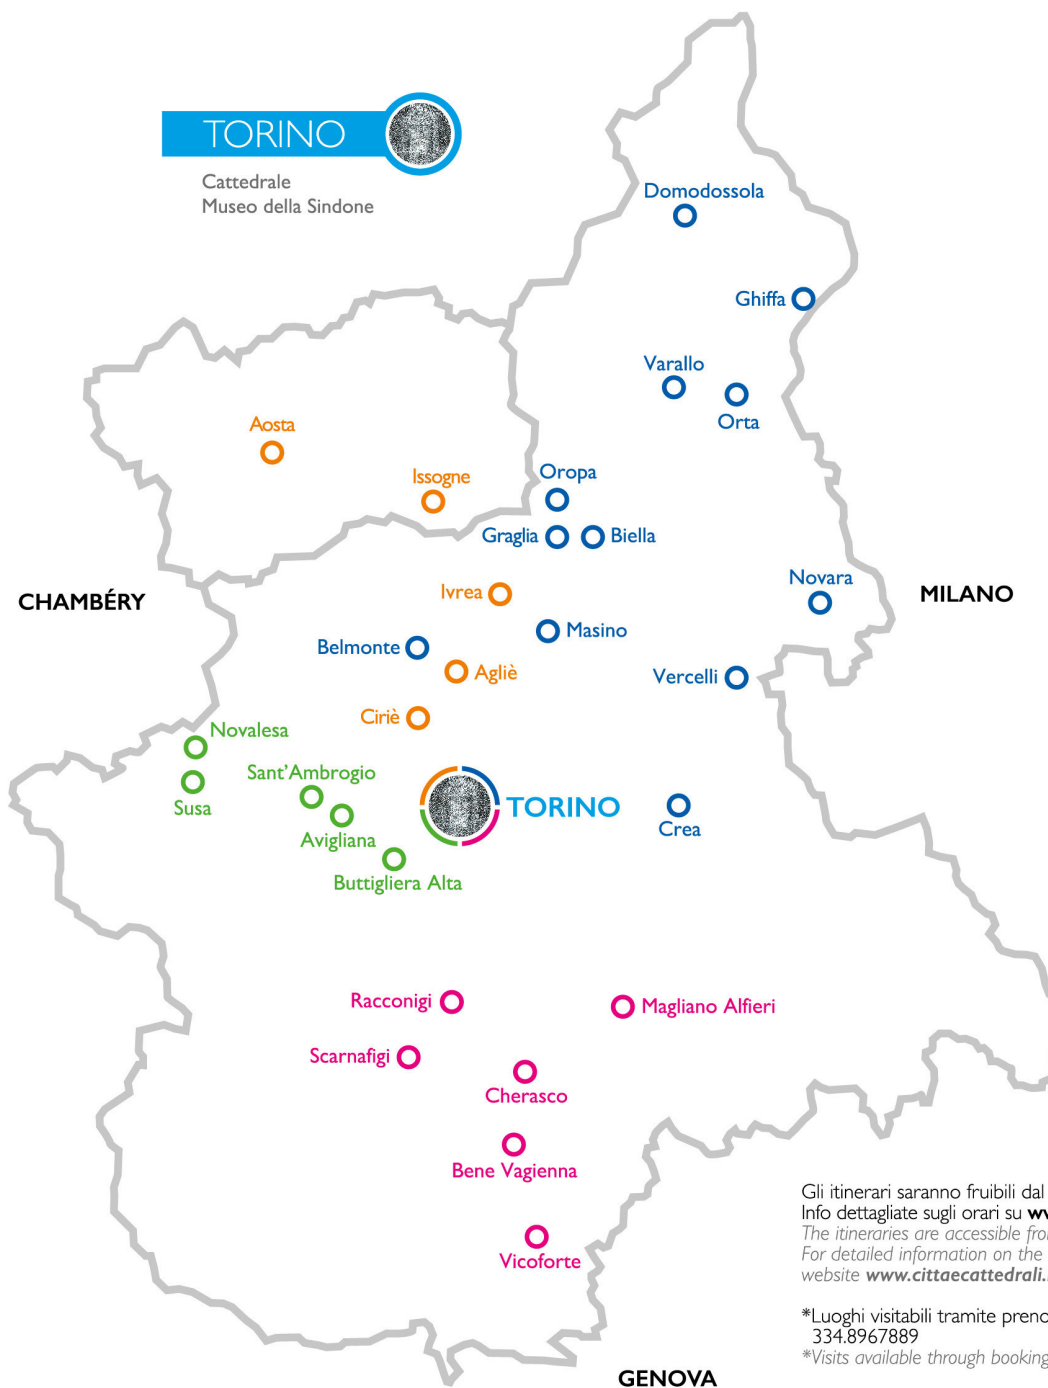 TORINO
Cattedrale
Museo della Sindone
Domodossola
Ghiffa
Varallo
Orta
Aosta
Issogne
Oropa
Graglia
Biella
Ivrea
Novara
CHAMBÉRY
MILANO
Belmonte
Masino
Agliè
Vercelli
Ciriè
Novalesa
Susa
Sant'Ambrogio
Avigliana
TORINO
Crea
Buttigliera Alta
Racconigi
Magliano Alfieri
Scarnafigi
Cherasco
Bene Vagienna
Vicoforte
Gli itinerari saranno fruibili dal
Info dettagliate sugli orari su
The itineraries are accessible
For detailed information on the
website www.cittaecattedrali.
*Luoghi visitabili tramite
334.8967889
*Visits available through booking
GENOVA